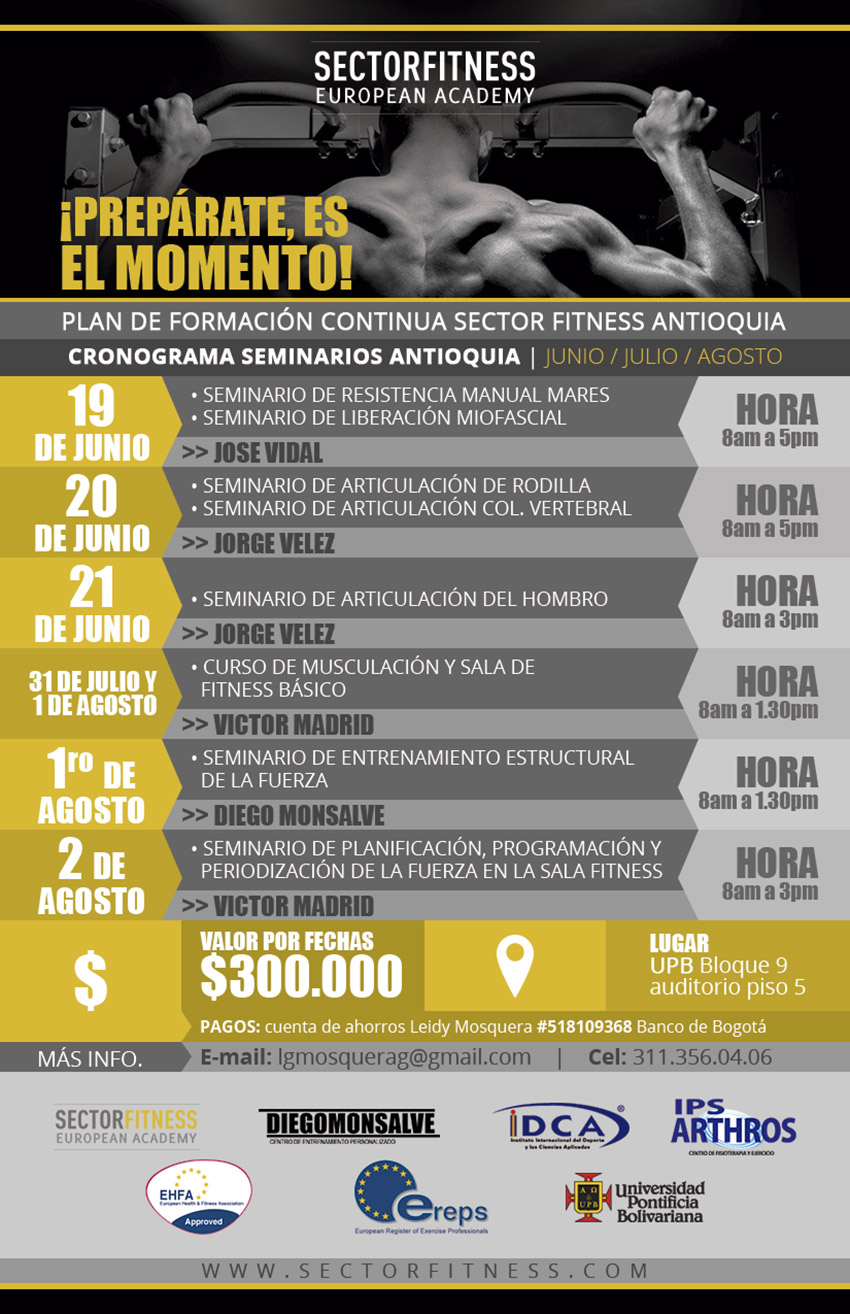 SECTORFITNESS
EUROPEAN ACADEMY
¡PREPÁRATE, ES
EL MOMENTO!
PLAN DE FORMACIÓN CONTINUA SECTOR FITNESS ANTIOQUIA
CRONOGRAMA SEMINARIOS ANTIOQUIA | JUNIO / JULIO / AGOSTO
19
DE JUNIO
• SEMINARIO DE RESISTENCIA MANUAL MARES
• SEMINARIO DE LIBERACIÓN MIOFASCIAL
>> JOSE VIDAL
HORA
8am a 5pm
20
DE JUNIO
• SEMINARIO DE ARTICULACIÓN DE RODILLA
• SEMINARIO DE ARTICULACIÓN COL. VERTEBRAL
>> JORGE VELEZ
HORA
8am a 5pm
21
DE JUNIO
• SEMINARIO DE ARTICULACIÓN DEL HOMBRO
>> JORGE VELEZ
HORA
8am a 3pm
31 DE JULIO Y
1 DE AGOSTO
• CURSO DE MUSCULACIÓN Y SALA DE
FITNESS BÁSICO
>> VICTOR MADRID
HORA
8am a 1.30pm
1ro DE
AGOSTO
• SEMINARIO DE ENTRENAMIENTO ESTRUCTURAL
DE LA FUERZA
>> DIEGO MONSALVE
HORA
8am a 1.30pm
2 DE
AGOSTO
• SEMINARIO DE PLANIFICACIÓN, PROGRAMACIÓN Y
PERIODIZACIÓN DE LA FUERZA EN LA SALA FITNESS
>> VICTOR MADRID
HORA
8am a 3pm
$
VALOR POR FECHAS
$300.000
LUGAR
UPB Bloque 9
auditorio piso 5
PAGOS: cuenta de ahorros Leidy Mosquera #518109368 Banco de Bogotá
MÁS INFO.
E-mail: lgmosquerag@gmail.com | Cel: 311.356.04.06
SECTORFITNESS
EUROPEAN ACADEMY
DIEGOMONSALVE
CENTRO DE ENTRENAMIENTO PERSONALIZADO
iDCA®
Instituto Internacional del Deporte
y las Ciencias Aplicadas
IPS
ARTHROS
CENTRO DE FISIOTERAPIA Y EJERCICIO
EHFA
European Health & Fitness Association
Approved
ereps
European Register of Exercise Professionals
A Ω
UPB
Universidad
Pontificia
Bolivariana
WWW.SECTORFITNESS.COM